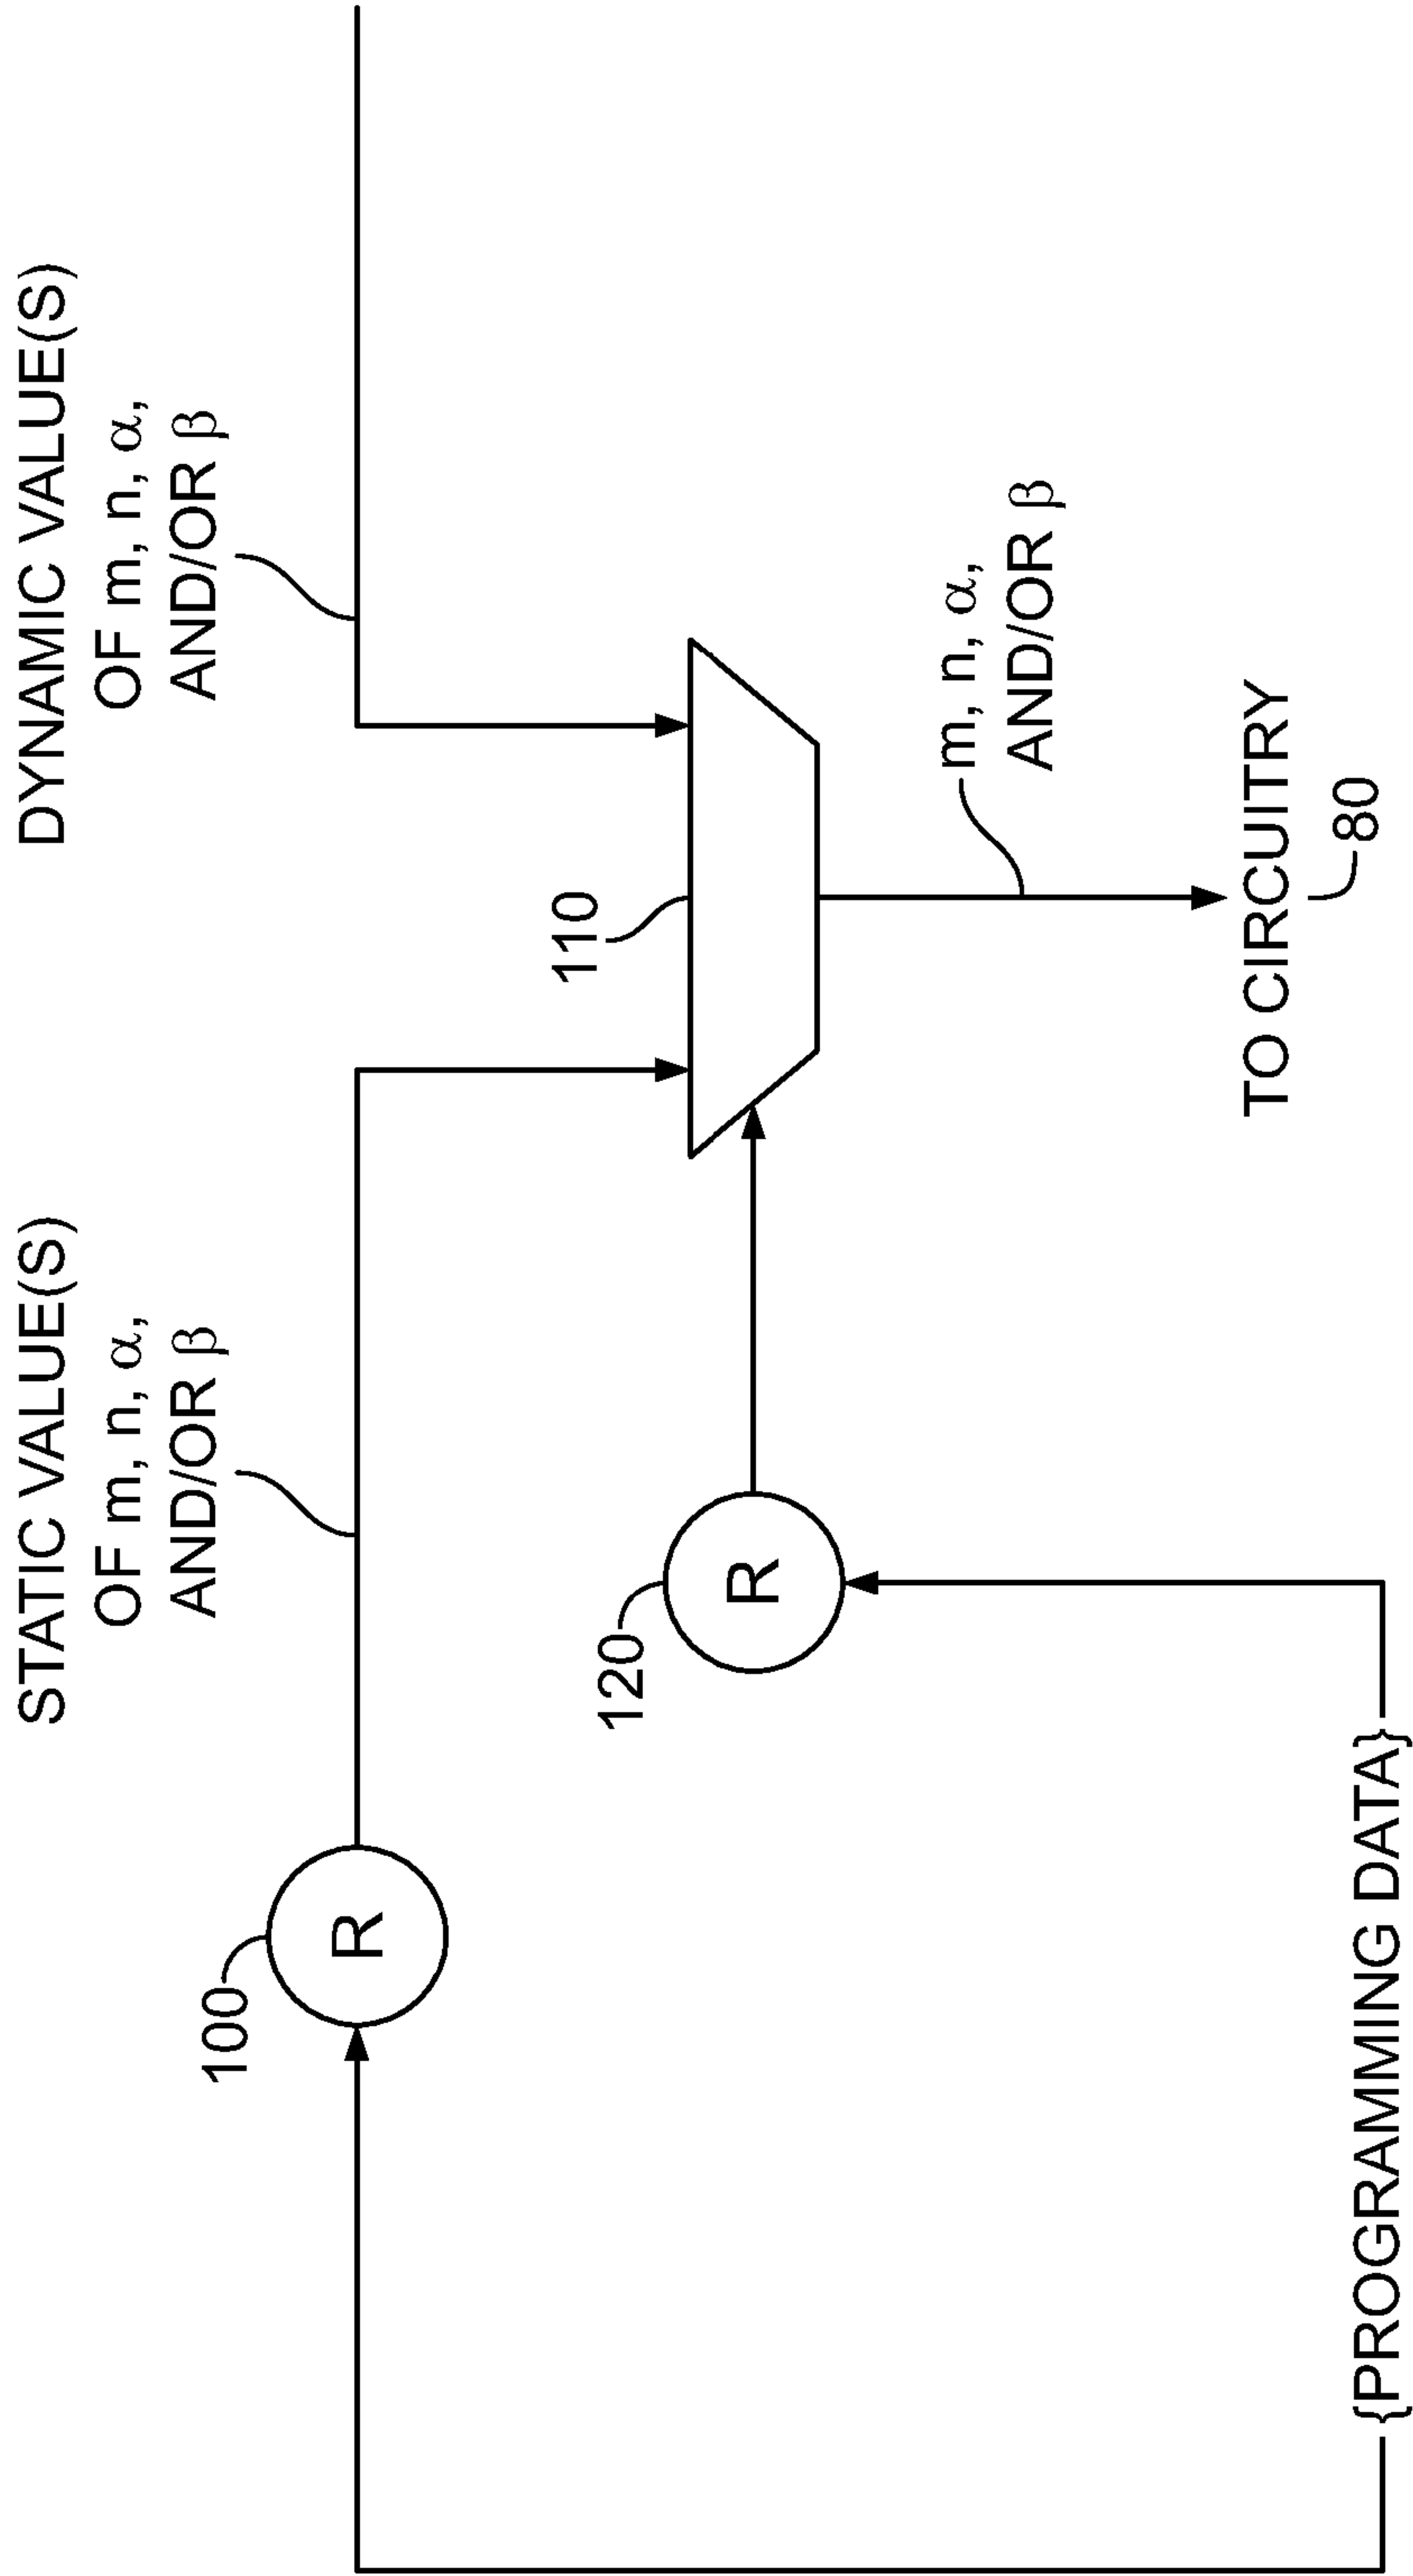 STATIC VALUE(S)
OF m, n, α,
AND/OR β
DYNAMIC VALUE(S)
OF m, n, α,
AND/OR β
100
R
110
120
R
m, n, α,
AND/OR β
TO CIRCUITRY
80
{PROGRAMMING DATA}